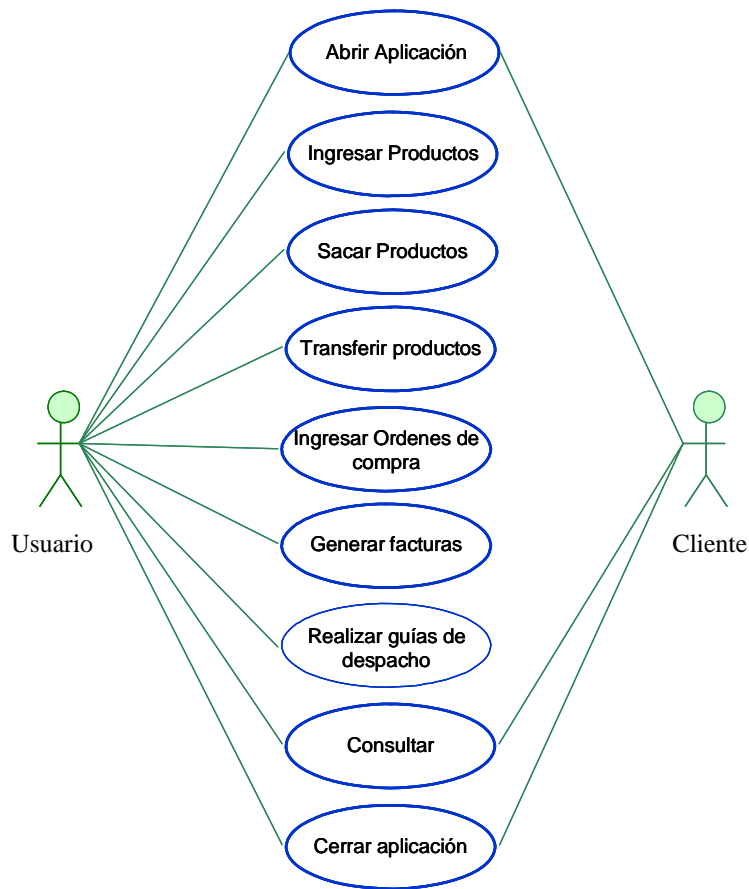 Abrir Aplicación
Ingresar Productos
Sacar Productos
Transferir productos
Ingresar Ordenes de
compra
Usuario
Generar facturas
Cliente
Realizar guías de
despacho
Consultar
Cerrar aplicación